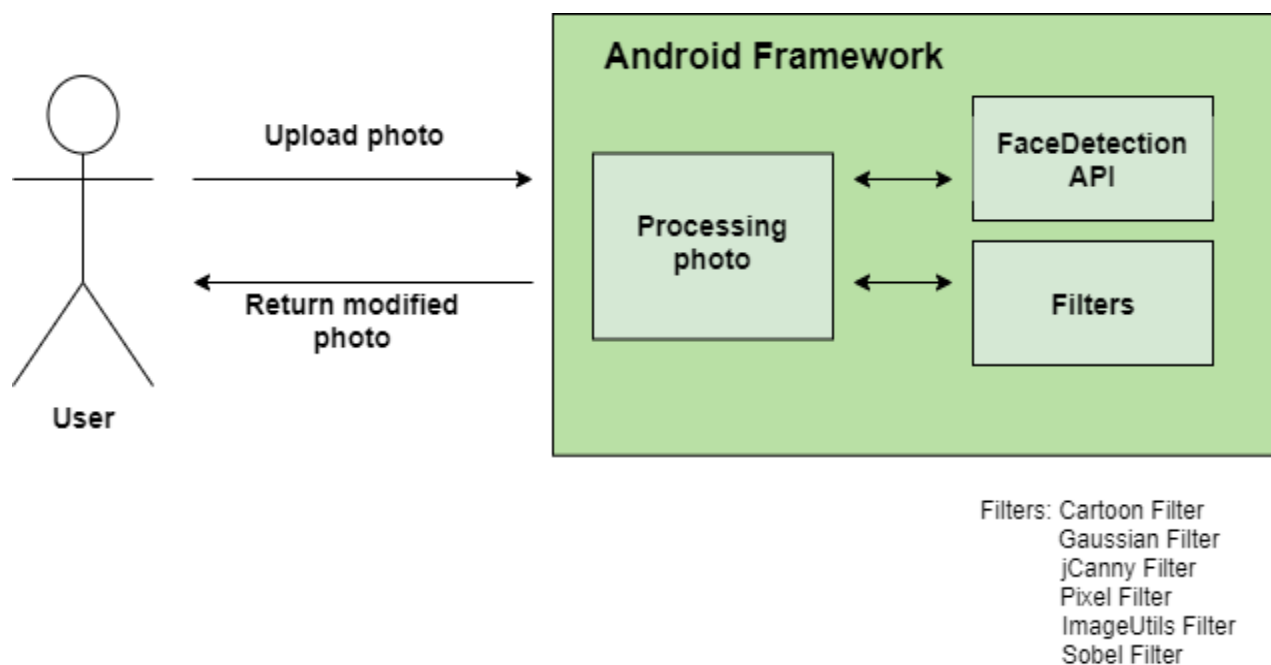 Android Framework
Upload photo
FaceDetection
API
Processing
photo
Return modified
photo
Filters
User
Filters: Cartoon Filter
Gaussian Filter
jCanny Filter
Pixel Filter
ImageUtils Filter
Sobel Filter